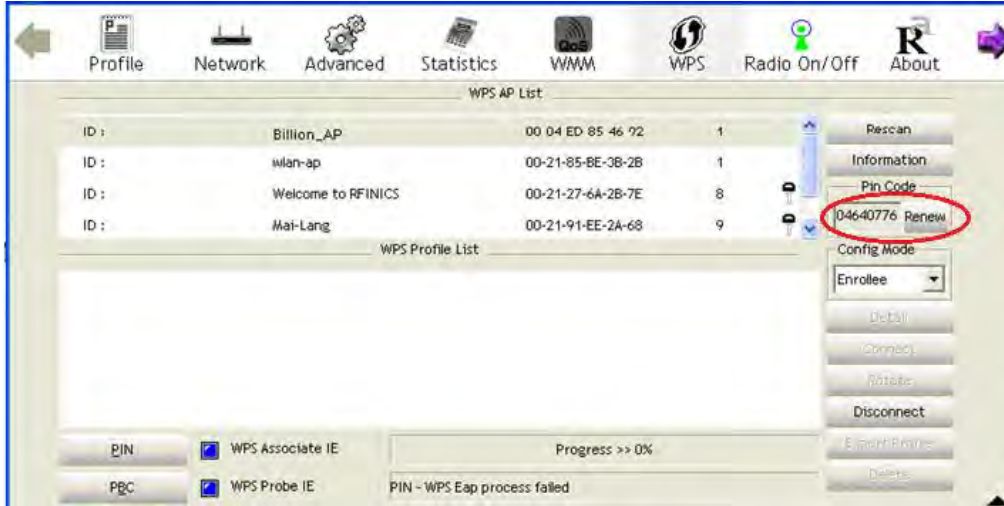 Profile Network Advanced Statistics WMM WPS Radio On/Off About
QoS
WPS AP List
ID : Billion_AP 00 04 ED 85 46 92 1 Rescan
ID : wlan-ap 00-21-85-BE-3B-2B 1 Information
Pin Code
ID : Welcome to RFINICS 00-21-27-6A-2B-7E 8
04640776 Renew
ID : Mai-Lang 00-21-91-EE-2A-68 9
WPS Profile List Config Mode
Enrollee
Detail
Connect
Rotate
Disconnect
PIN WPS Associate IE Progress >> 0% Export Profile
PBC WPS Probe IE PIN - WPS Eap process failed Delete